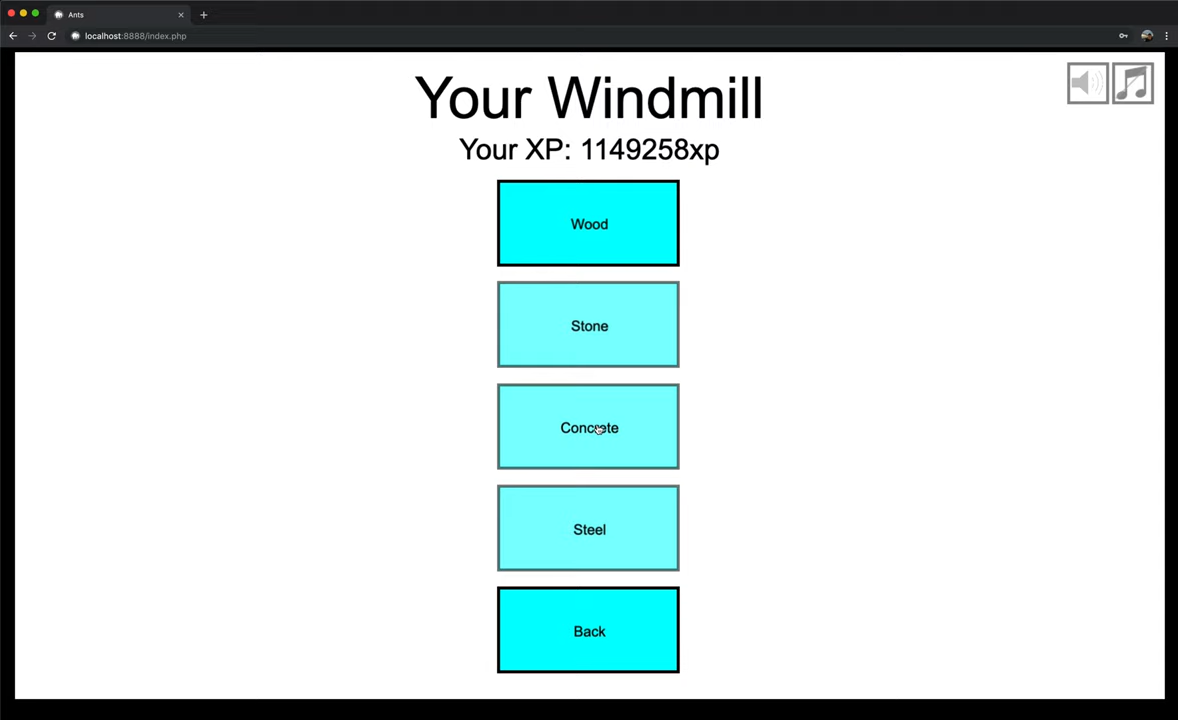 Ants
localhost:8888/index.php
Your Windmill
Your XP: 1149258xp
Wood
Stone
Concrete
Steel
Back